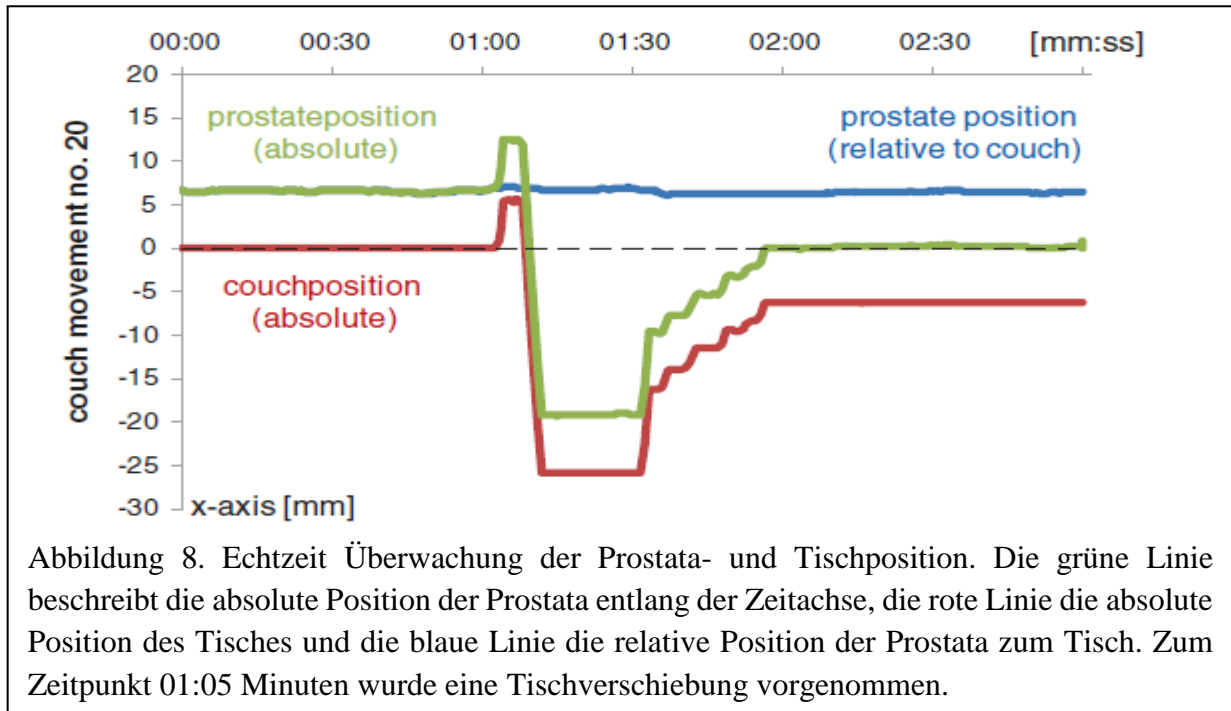 00:00 00:30 01:00 01:30 02:00 02:30 [mm:ss]
20
15
10
5
0
-5
-10
-15
-20
-25
-30
couch movement no. 20
prostateposition
(absolute)
prostate position
(relative to couch)
couchposition
(absolute)
x-axis [mm]
Abbildung 8. Echtzeit Überwachung der Prostata- und Tischposition. Die grüne Linie
beschreibt die absolute Position der Prostata entlang der Zeitachse, die rote Linie die absolute
Position des Tisches und die blaue Linie die relative Position der Prostata zum Tisch. Zum
Zeitpunkt 01:05 Minuten wurde eine Tischverschiebung vorgenommen.